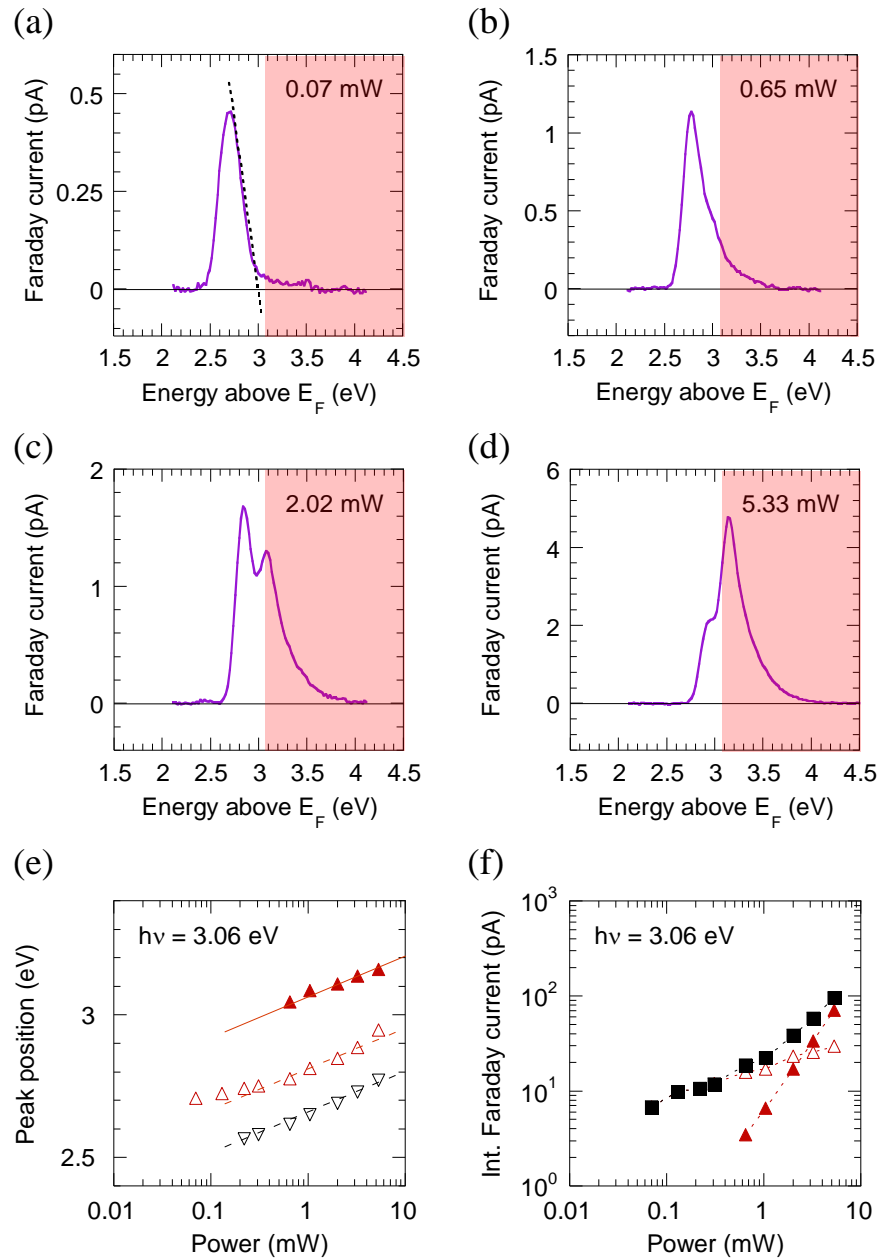 (a)
0.07 mW
0.5
0.25
0
Faraday current (pA)
1.5 2 2.5 3 3.5 4 4.5
Energy above E_F (eV)
(b)
0.65 mW
1.5
1
0.5
0
Faraday current (pA)
1.5 2 2.5 3 3.5 4 4.5
Energy above E_F (eV)
(c)
2.02 mW
2
1
0
Faraday current (pA)
1.5 2 2.5 3 3.5 4 4.5
Energy above E_F (eV)
(d)
5.33 mW
6
4
2
0
Faraday current (pA)
1.5 2 2.5 3 3.5 4 4.5
Energy above E_F (eV)
(e)
hν = 3.06 eV
3
2.5
Peak position (eV)
0.01 0.1 1 10
Power (mW)
(f)
hν = 3.06 eV
10^3
10^2
10^1
10^0
Int. Faraday current (pA)
0.01 0.1 1 10
Power (mW)